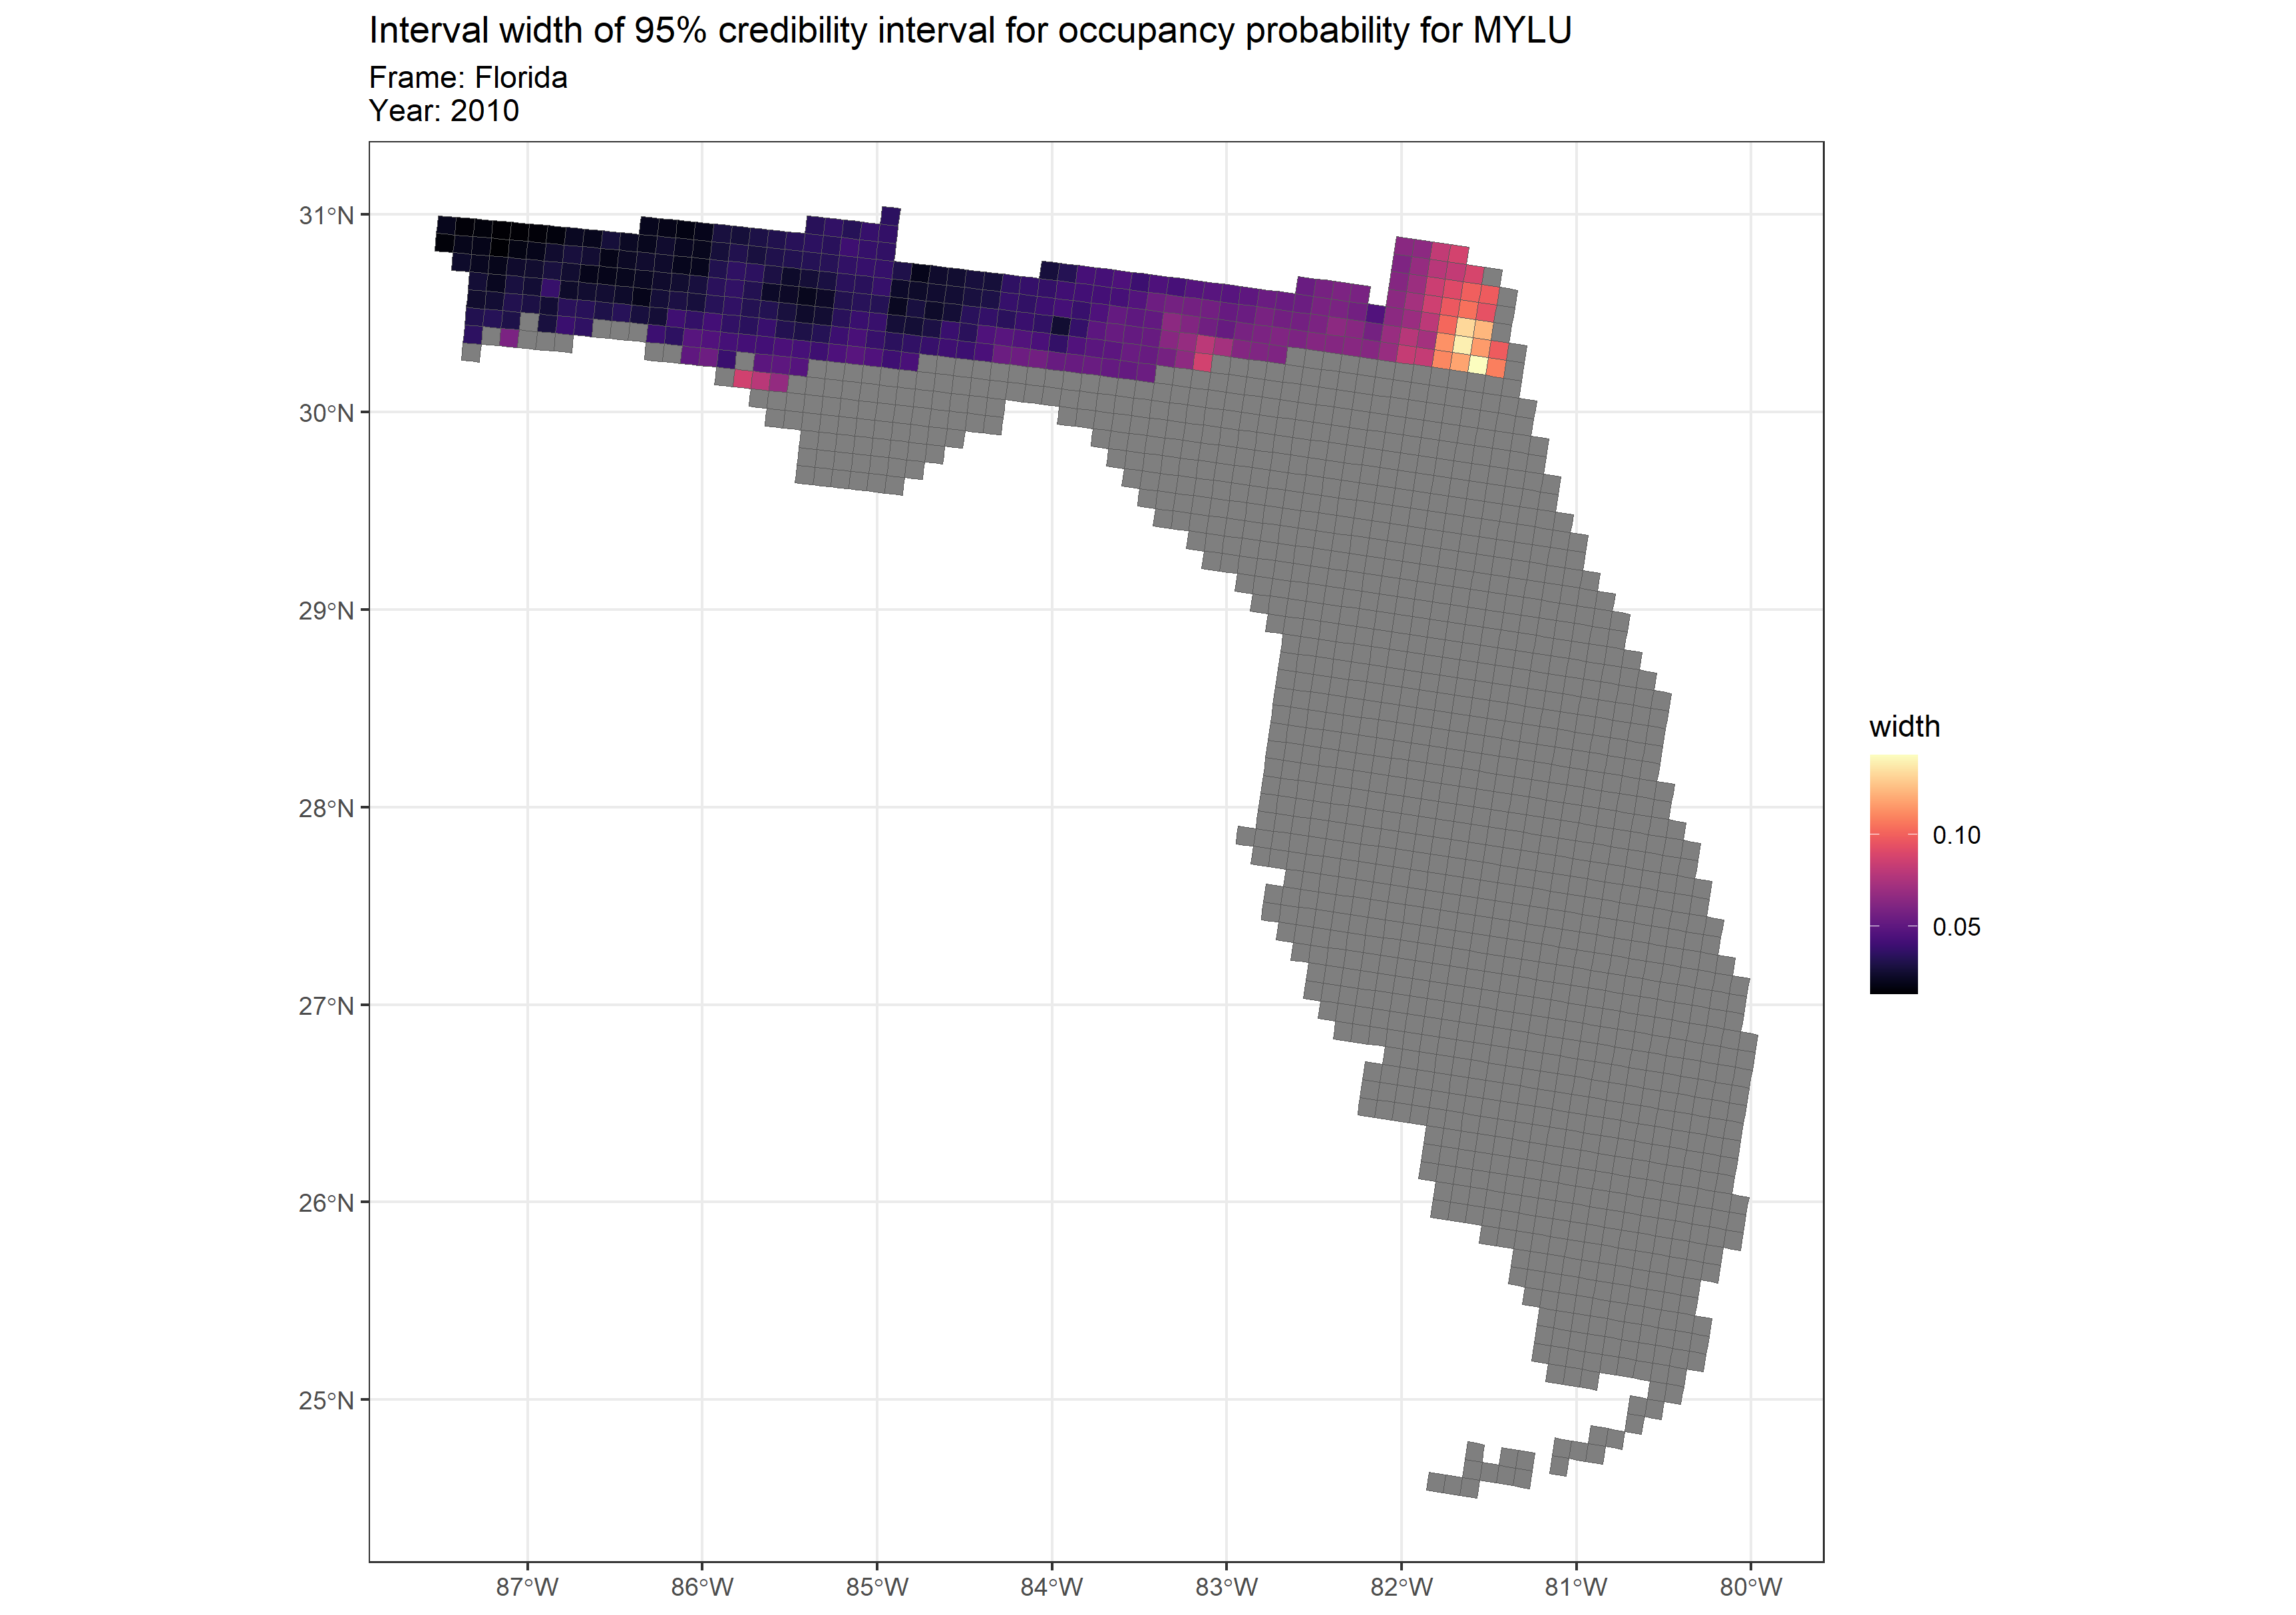 Interval width of 95% credibility interval for occupancy probability for MYLU
Frame: Florida
Year: 2010
31°N
30°N
29°N
28°N
27°N
26°N
25°N
87°W 86°W 85°W 84°W 83°W 82°W 81°W 80°W
width
0.10
0.05